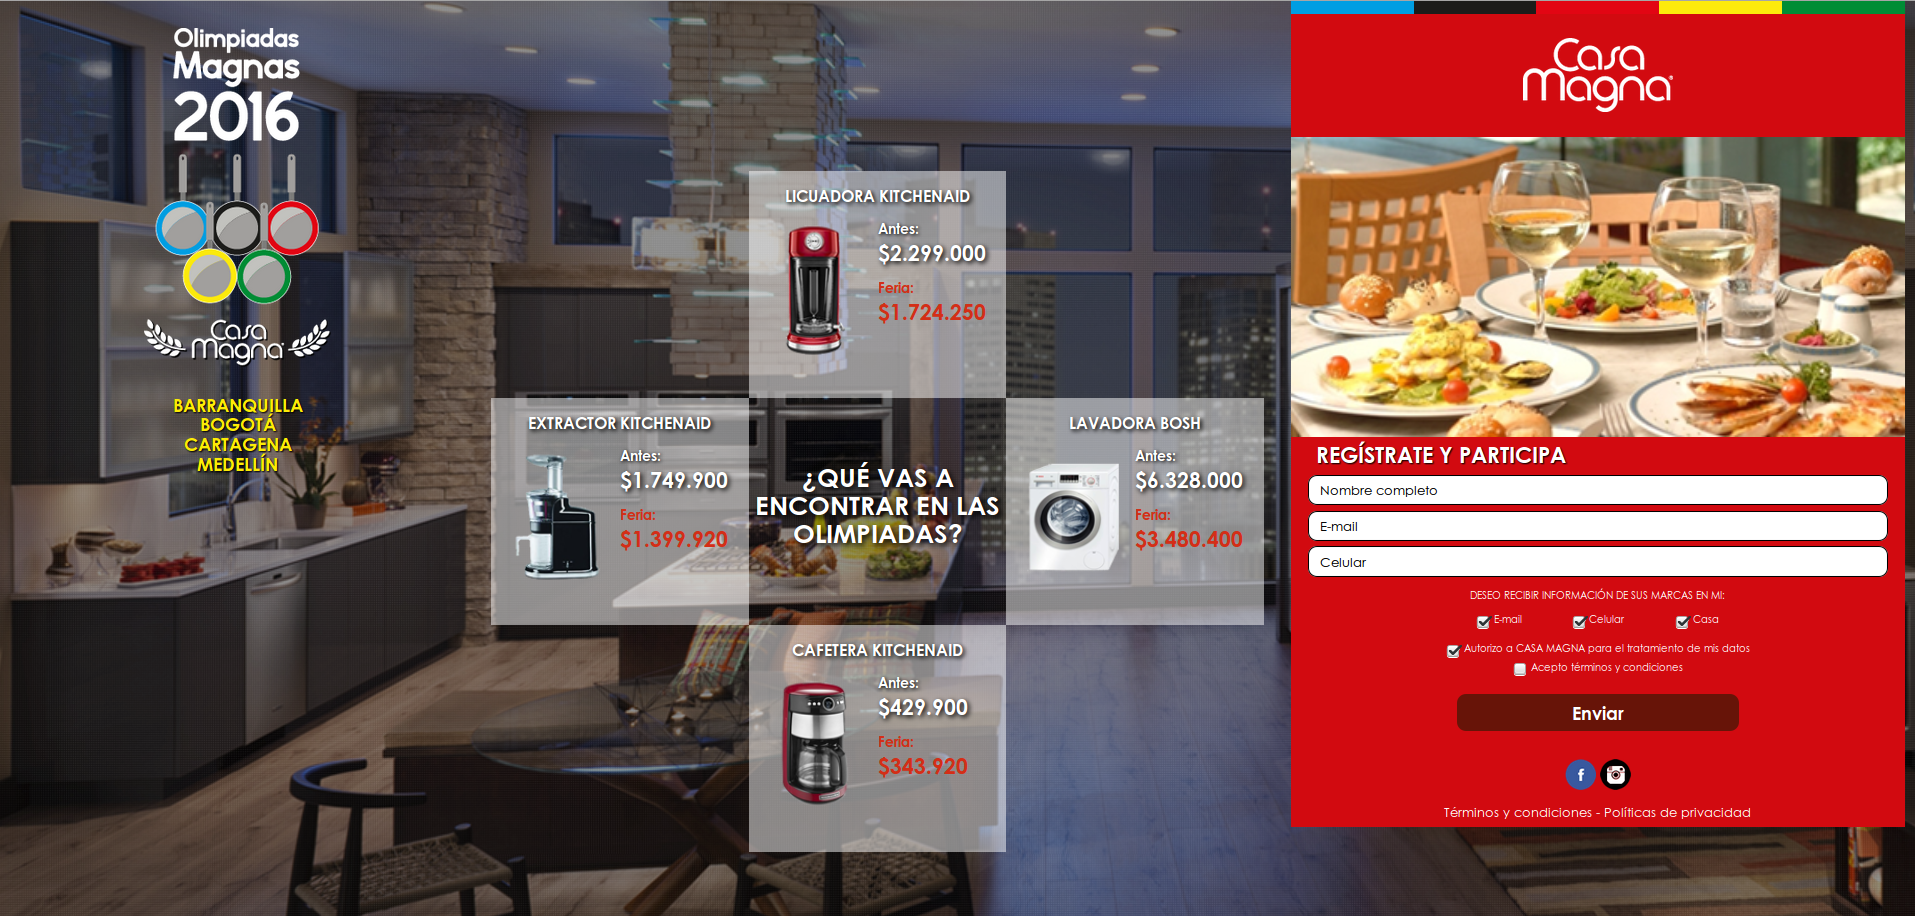 Olimpiadas
Magnas
2016
Casa
Magna
BARRANQUILLA
BOGOTÁ
CARTAGENA
MEDELLÍN
LICUADORA KITCHENAID
Antes:
$2.299.000
Feria:
$1.724.250
EXTRACTOR KITCHENAID
Antes:
$1.749.900
Feria:
$1.399.920
¿QUÉ VAS A
ENCONTRAR EN LAS
OLIMPIADAS?
LAVADORA BOSH
Antes:
$6.328.000
Feria:
$3.480.400
CAFETERA KITCHENAID
Antes:
$429.900
Feria:
$343.920
Casa
Magna®
REGÍSTRATE Y PARTICIPA
Nombre completo
E-mail
Celular
DESEO RECIBIR INFORMACIÓN DE SUS MARCAS EN MI:
E-mail Celular Casa
Autorizo a CASA MAGNA para el tratamiento de mis datos
Acepto términos y condiciones
Enviar
Términos y condiciones - Políticas de privacidad